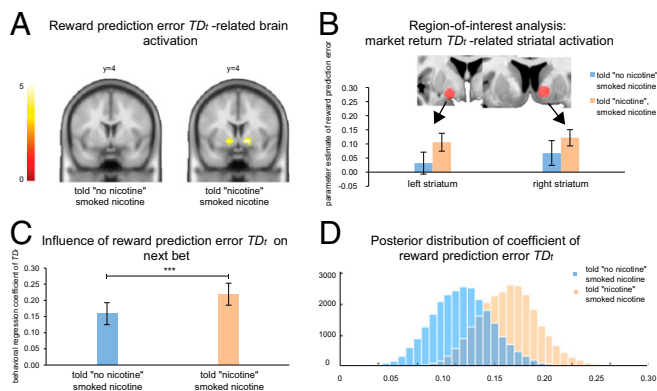 A
Reward prediction error TDt -related brain
activation
y=4
y=4
5
0
told "no nicotine"
smoked nicotine
told "nicotine"
smoked nicotine
B
Region-of-interest analysis:
market return TDt -related striatal activation
parameter estimate of reward prediction error
0.30
0.25
0.20
0.15
0.10
0.05
0.00
-0.05
told "no nicotine"
smoked nicotine
told "nicotine",
smoked nicotine
left striatum
right striatum
C
Influence of reward prediction error TDt on
next bet
behavioral regression coefficient of TD
0.30
0.25
0.20
0.15
0.10
0.05
0.00
***
told "no nicotine"
smoked nicotine
told "nicotine"
smoked nicotine
D
Posterior distribution of coefficient of
reward prediction error TDt
3000
2000
1000
0
told "no nicotine"
smoked nicotine
told "nicotine"
smoked nicotine
0
0.05
0.10
0.15
0.20
0.25
0.30